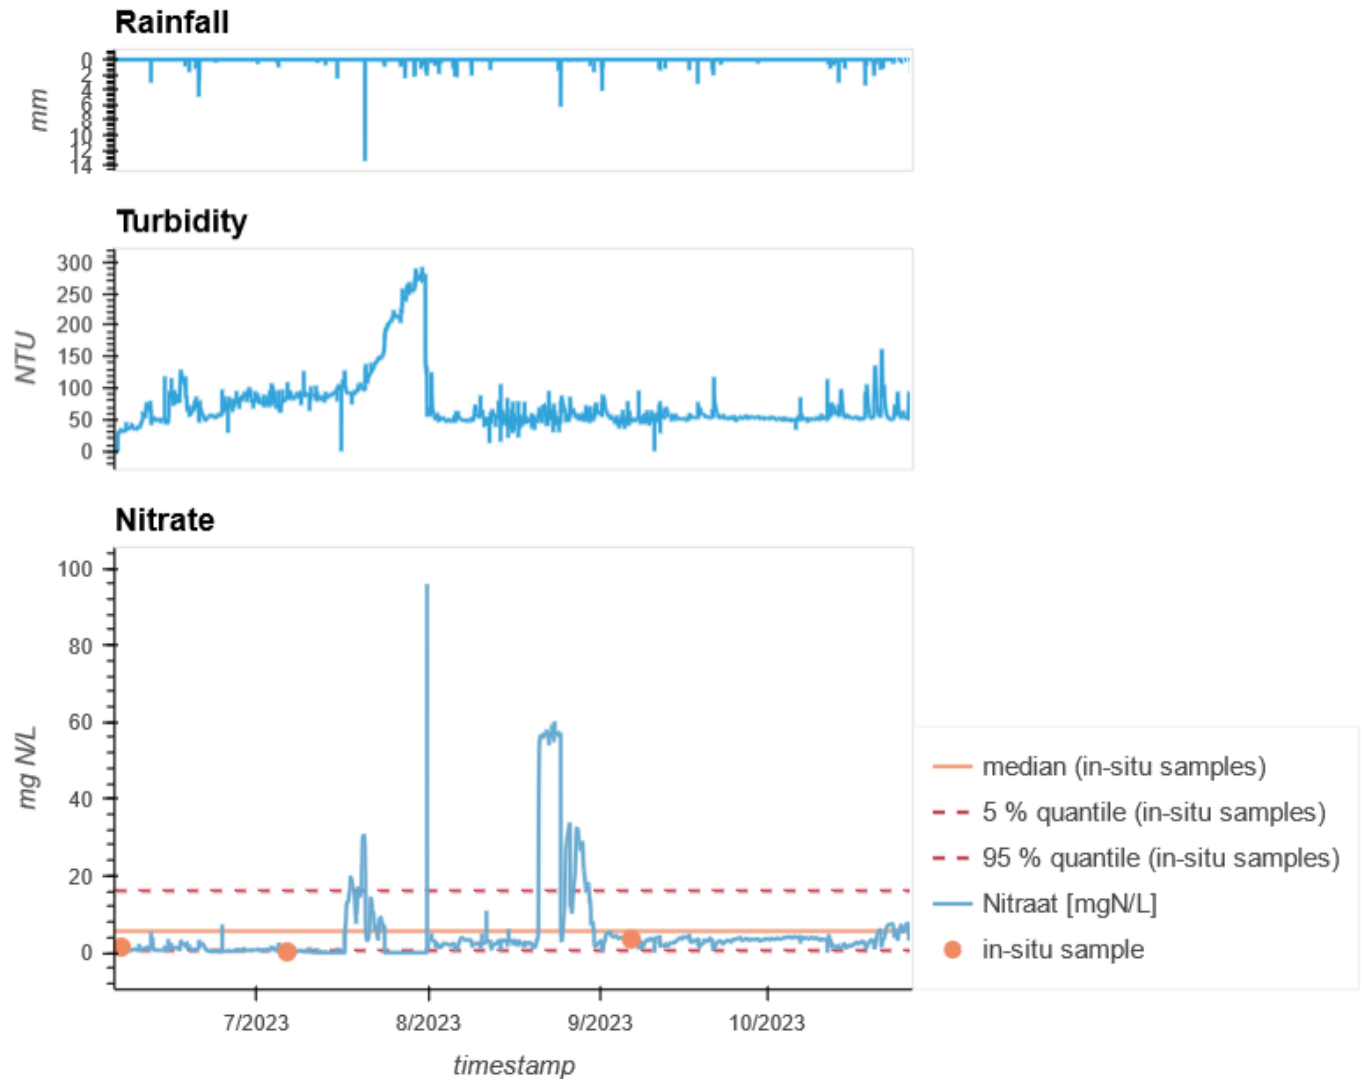 Rainfall
0
2
4
6
8
10
12
14
mm
Turbidity
300
250
200
150
100
50
0
NTU
Nitrate
100
80
60
40
20
0
mg N/L
median (in-situ samples)
5 % quantile (in-situ samples)
95 % quantile (in-situ samples)
Nitraat [mgN/L]
in-situ sample
7/2023 8/2023 9/2023 10/2023
timestamp